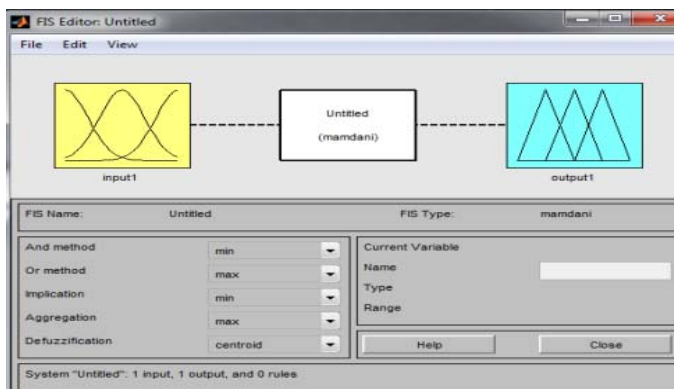 FIS Editor: Untitled
File Edit View
Untitled
(mamdani)
input1
output1
FIS Name: Untitled
FIS Type: mamdani
And method min
Or method max
Implication min
Aggregation max
Defuzzification centroid
Current Variable
Name
Type
Range
Help Close
System "Untitled": 1 input, 1 output, and 0 rules